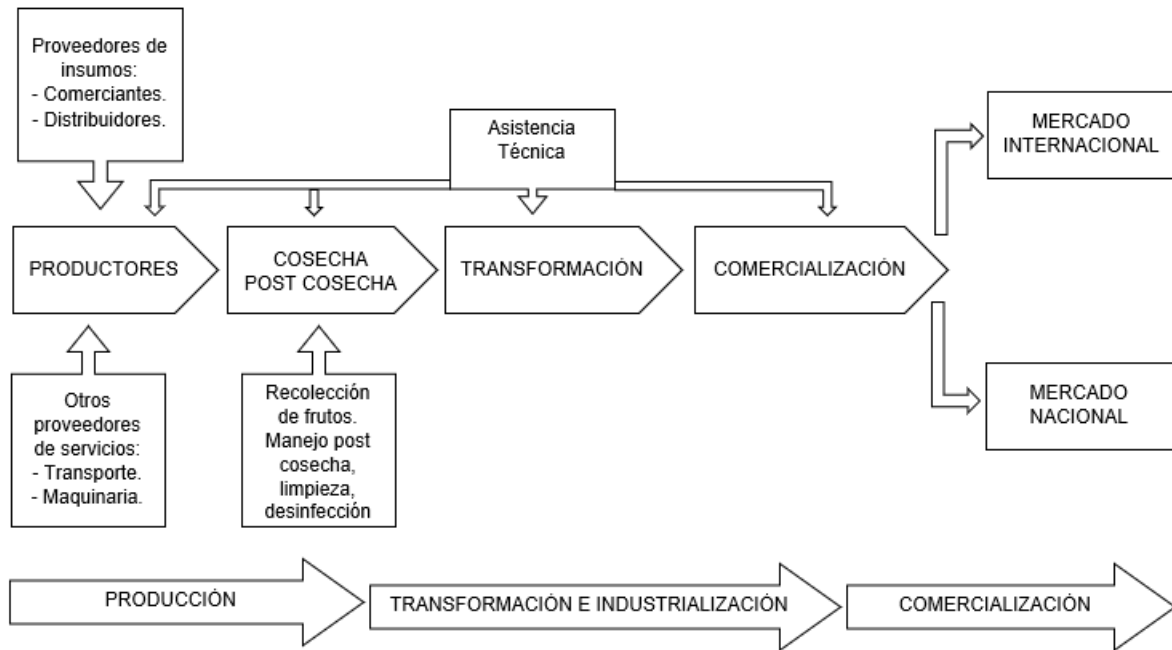 Proveedores de
insumos:
- Comerciantes.
- Distribuidores.
Asistencia
Técnica
MERCADO
INTERNACIONAL
PRODUCTORES
COSECHA
POST COSECHA
TRANSFORMACIÓN
COMERCIALIZACIÓN
Otros
proveedores
de servicios:
- Transporte.
- Maquinaria.
Recolección
de frutos.
Manejo post
cosecha,
limpieza,
desinfección
MERCADO
NACIONAL
PRODUCCIÓN
TRANSFORMACIÓN E INDUSTRIALIZACIÓN
COMERCIALIZACIÓN